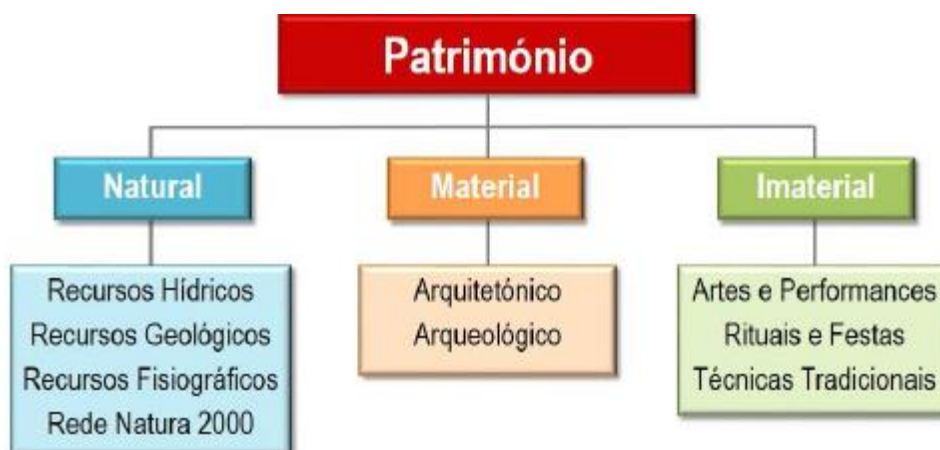 Património
Natural
Material
Imaterial
Recursos Hídricos
Recursos Geológicos
Recursos Fisiográficos
Rede Natura 2000
Arquitetónico
Arqueológico
Artes e Performances
Rituais e Festas
Técnicas Tradicionais